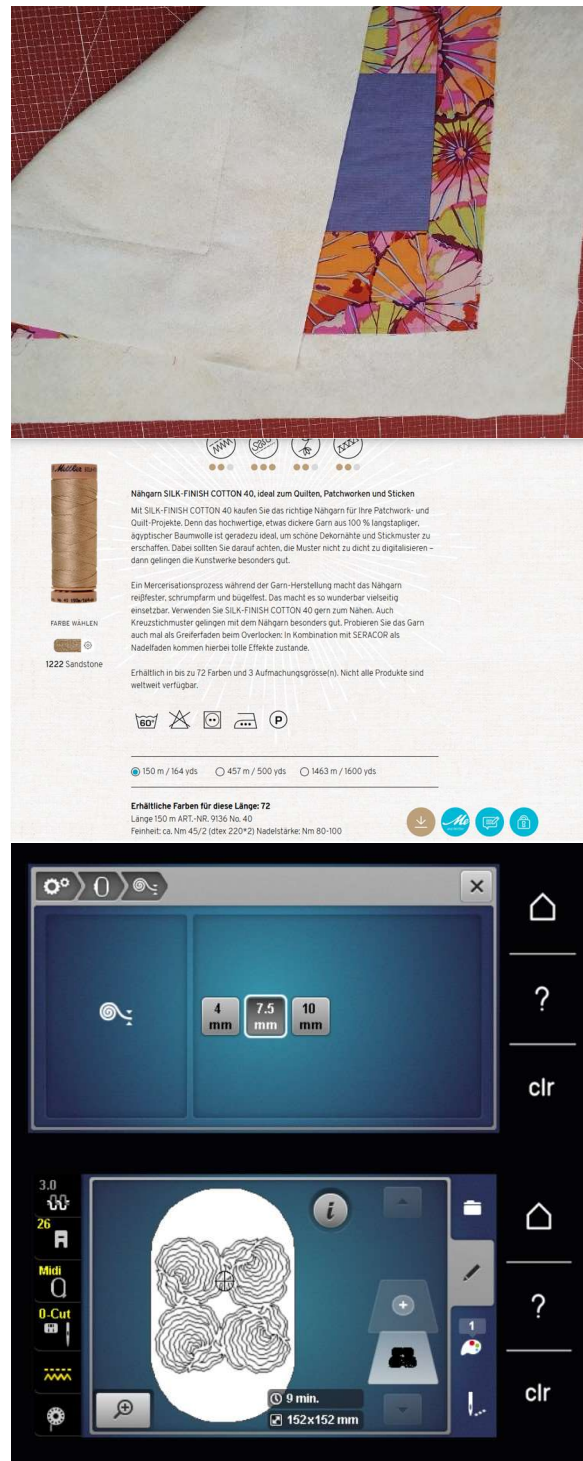 Mettler
FARBE WÄHLEN
1222 Sandstone
Nähgarn SILK-FINISH COTTON 40, ideal zum Quilten, Patchworken und Sticken
Mit SILK-FINISH COTTON 40 kaufen Sie das richtige Nähgarn für Ihre Patchwork- und
Quilt-Projekte. Denn das hochwertige, etwas dickere Garn aus 100 % langstapliger,
ägyptischer Baumwolle ist geradezu ideal, um schöne Dekornähte und Stickmuster zu
erschaffen. Dabei sollten Sie darauf achten, die Muster nicht zu dicht zu digitalisieren –
dann gelingen die Kunstwerke besonders gut.
Ein Mercerisationsprozess während der Garn-Herstellung macht das Nähgarn
reißfester, schrumpfarm und bügelfest. Das macht es so wunderbar vielseitig
einsetzbar. Verwenden Sie SILK-FINISH COTTON 40 gern zum Nähen. Auch
Kreuzstichmuster gelingen mit dem Nähgarn besonders gut. Probieren Sie das Garn
auch mal als Greiferfaden beim Overlocken: In Kombination mit SERACOR als
Nadelfaden kommen hierbei tolle Effekte zustande.
Erhältlich in bis zu 72 Farben und 3 Aufmachungsgrösse(n). Nicht alle Produkte sind
weltweit verfügbar.
60°
P
150 m / 164 yds
457 m / 500 yds
1463 m / 1600 yds
Erhältliche Farben für diese Länge: 72
Länge 150 m ART.-NR. 9136 No. 40
Feinheit: ca. Nm 45/2 (dtex 220*2) Nadelstärke: Nm 80-100
4 mm
7.5 mm
10 mm
?
clr
3.0
26
Midi
0-Cut
i
1
9 min.
152x152 mm
?
clr